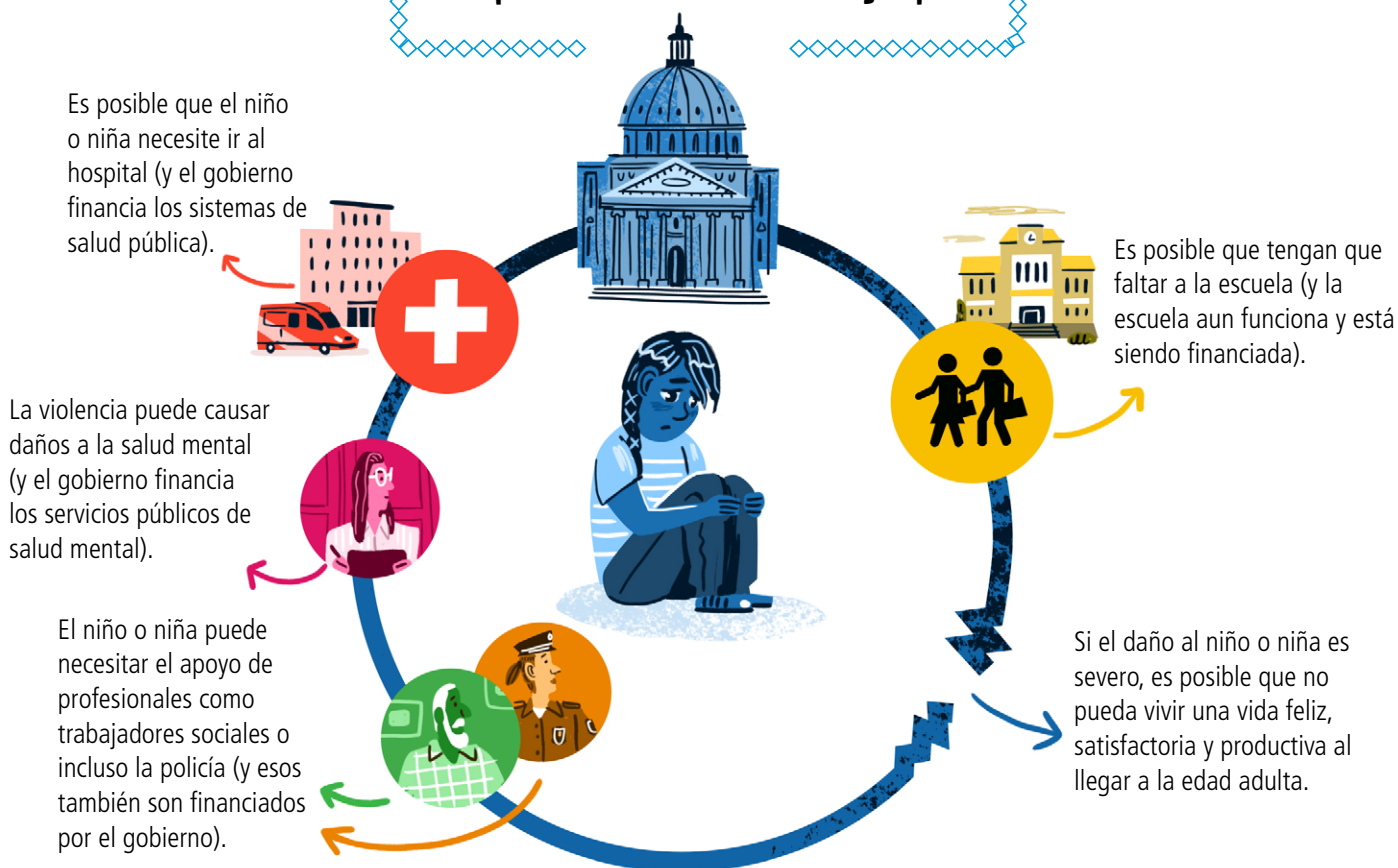 Es posible que el niño
o niña necesite ir al
hospital (y el gobierno
financia los sistemas de
salud pública).
Es posible que tengan que
faltar a la escuela (y la
escuela aun funciona y está
siendo financiada).
La violencia puede causar
daños a la salud mental
(y el gobierno financia
los servicios públicos de
salud mental).
El niño o niña puede
necesitar el apoyo de
profesionales como
trabajadores sociales o
incluso la policía (y esos
también son financiados
por el gobierno).
Si el daño al niño o niña es
severo, es posible que no
pueda vivir una vida feliz,
satisfactoria y productiva al
llegar a la edad adulta.